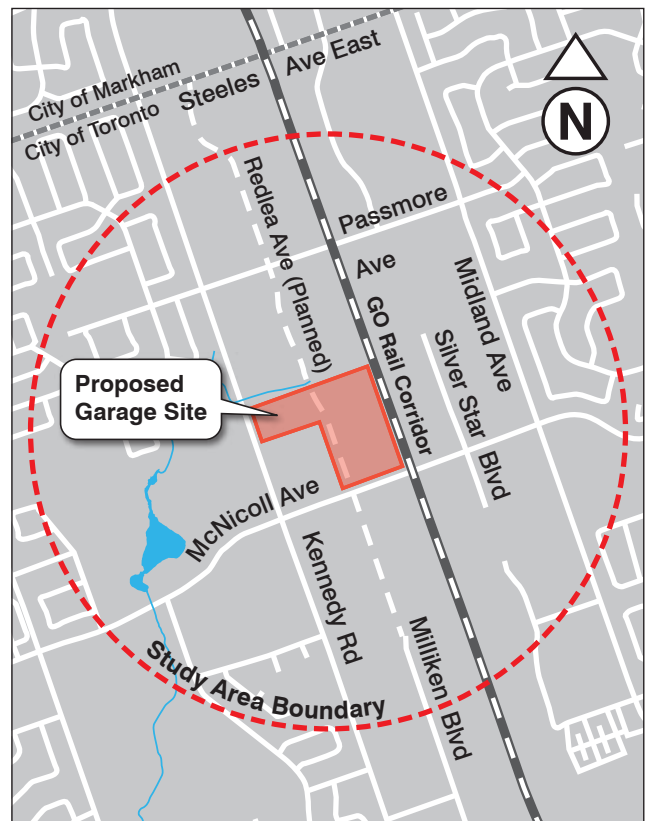 City of Markham
City of Toronto
Steeles Ave East
N
Redlea Ave (Planned)
Passmore
Ave
Midland Ave
GO Rail Corridor
Silver Star Blvd
Proposed
Garage Site
McNicoll Ave
Kennedy Rd
Milliken Blvd
Study Area Boundary